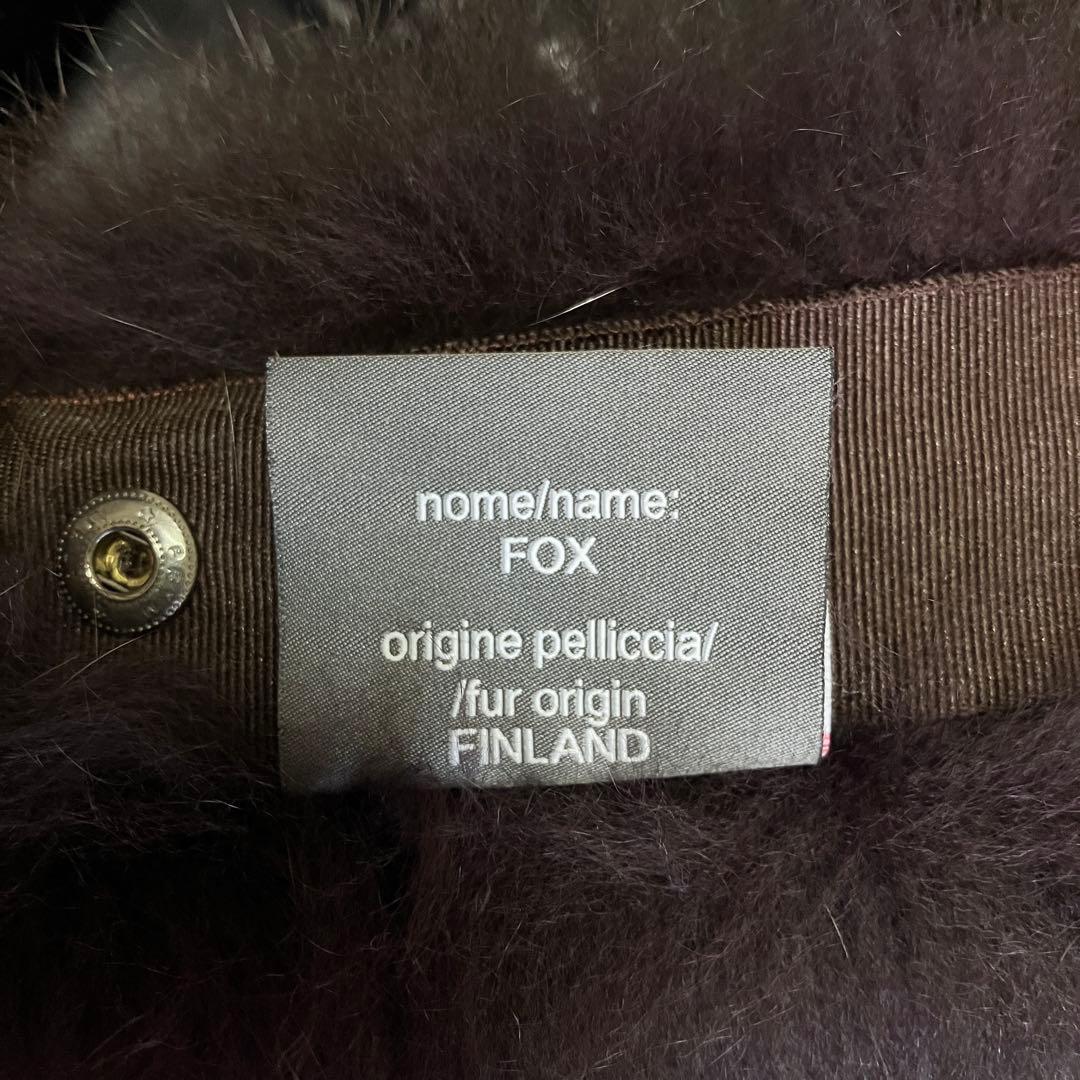 nome/name:
FOX
origine pelliccia/
/fur origin
FINLAND